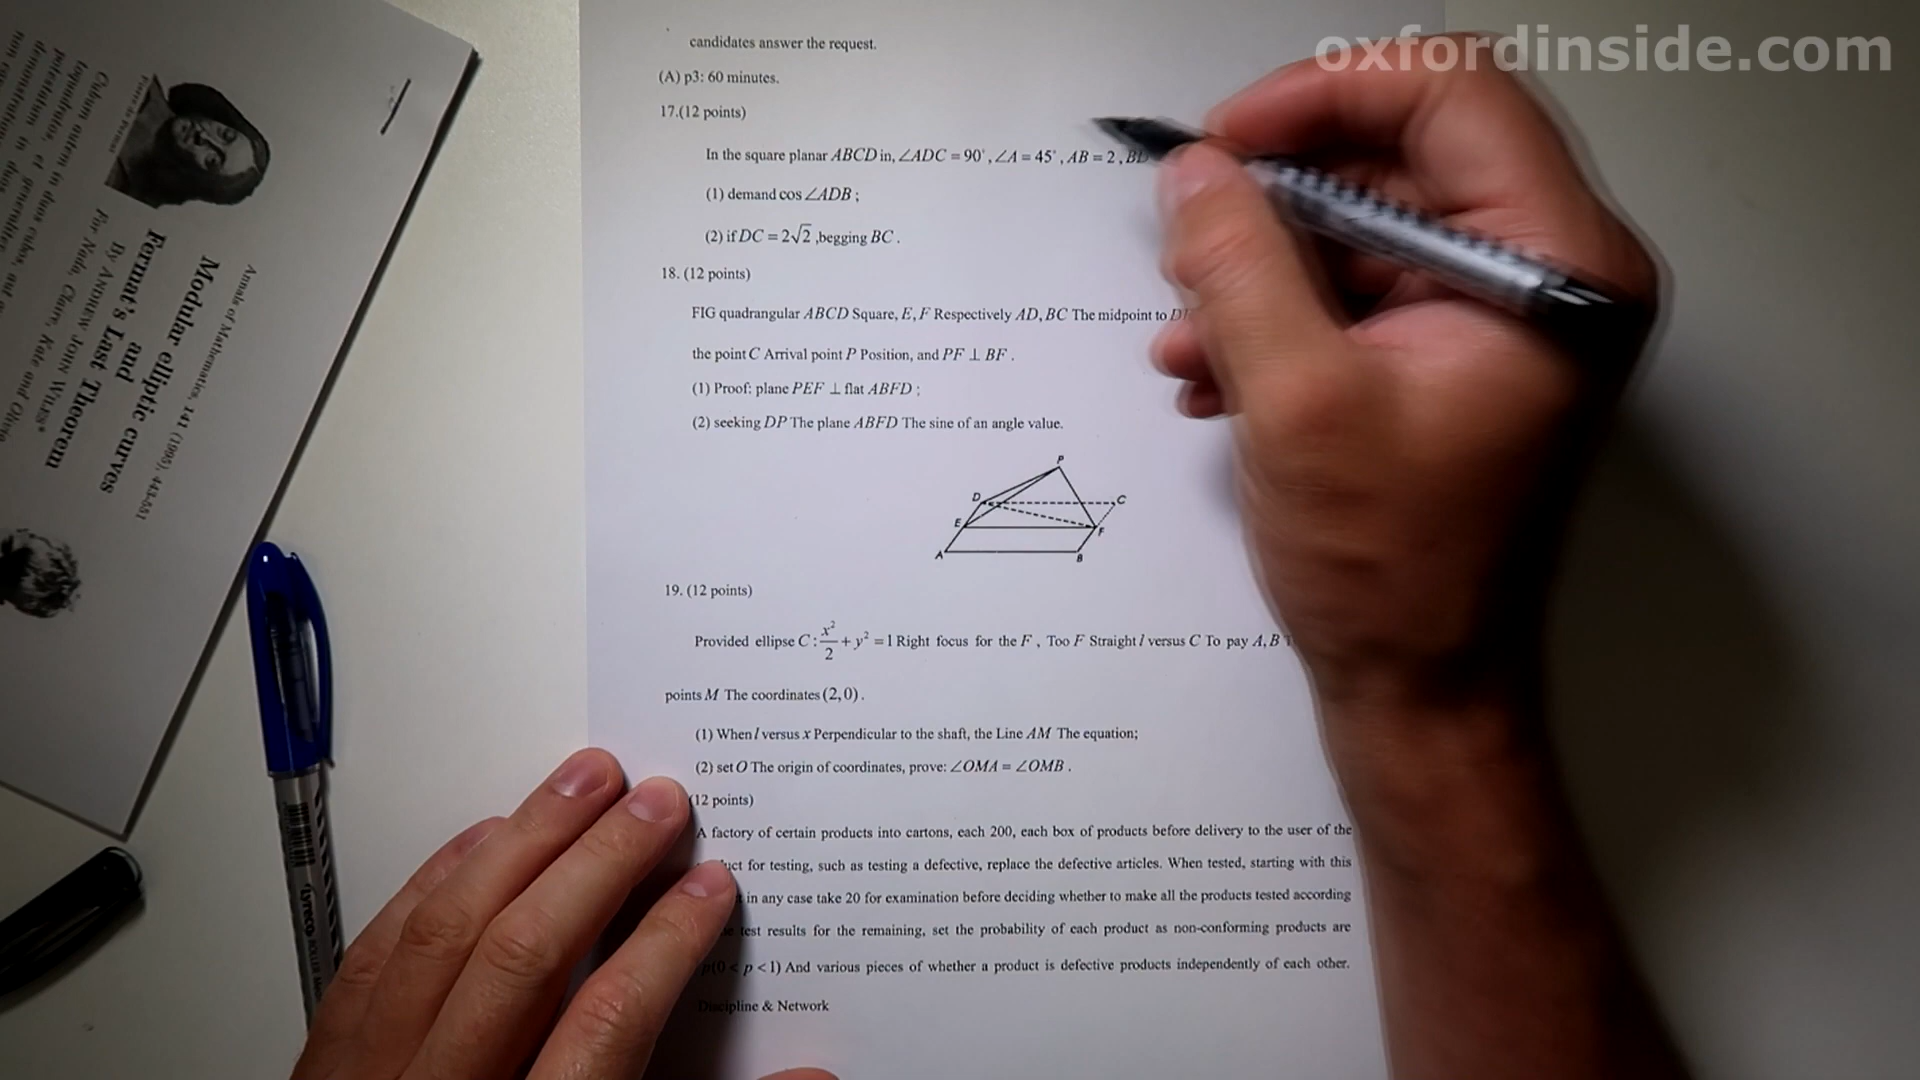 oxfordinside.com
candidates answer the request.
(A) p3: 60 minutes.
17.(12 points)
In the square planar ABCD in, ∠ADC = 90°, ∠A = 45°, AB = 2,
(1) demand cos ∠ADB ;
(2) if DC = 2√2 ,begging BC .
18. (12 points)
FIG quadrangular ABCD Square, E, F Respectively AD, BC The midpoint to
the point C Arrival point P Position, and PF ⊥ BF .
(1) Proof: plane PEF ⊥ flat ABFD ;
(2) seeking DP The plane ABFD The sine of an angle value.
P
D
C
E
F
A
B
19. (12 points)
Provided ellipse C : x²/2 + y² = 1 Right focus for the F , Too F Straight l versus C To pay A, B
points M The coordinates (2,0) .
(1) When l versus x Perpendicular to the shaft, the Line AM The equation;
(2) set O The origin of coordinates, prove: ∠OMA = ∠OMB .
(12 points)
A factory of certain products into cartons, each 200, each box of products before delivery to the user of the
for testing, such as testing a defective, replace the defective articles. When tested, starting with this
in any case take 20 for examination before deciding whether to make all the products tested according
test results for the remaining, set the probability of each product as non-conforming products are
p(0 < p < 1) And various pieces of whether a product is defective products independently of each other.
Discipline & Network
Annals of Mathematics, 141 (1995), 443-551
Modular elliptic curves
and
Fermat's Last Theorem
By ANDREW JOHN WILES*
For Nada, Clare, Kate and Olivia
Pierre de Fermat
Cubum autem in duos cubos, aut
Lyreco